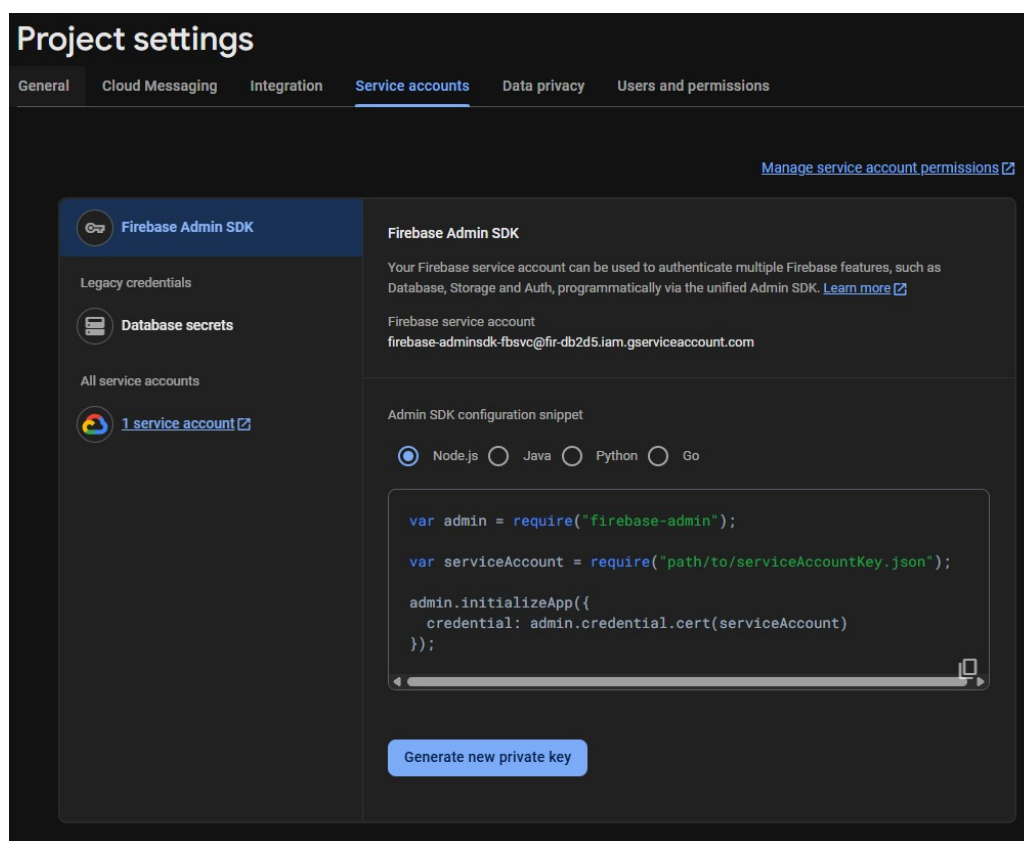 Project settings
General
Cloud Messaging
Integration
Service accounts
Data privacy
Users and permissions
Manage service account permissions
Firebase Admin SDK
Legacy credentials
Database secrets
All service accounts
1 service account
Firebase Admin SDK
Your Firebase service account can be used to authenticate multiple Firebase features, such as
Database, Storage and Auth, programmatically via the unified Admin SDK. Learn more
Firebase service account
firebase-adminsdk-fbsvc@fir-db2d5.iam.gserviceaccount.com
Admin SDK configuration snippet
Node.js
Java
Python
Go
var admin = require("firebase-admin");
var serviceAccount = require("path/to/serviceAccountKey.json");
admin.initializeApp({
  credential: admin.credential.cert(serviceAccount)
});
Generate new private key